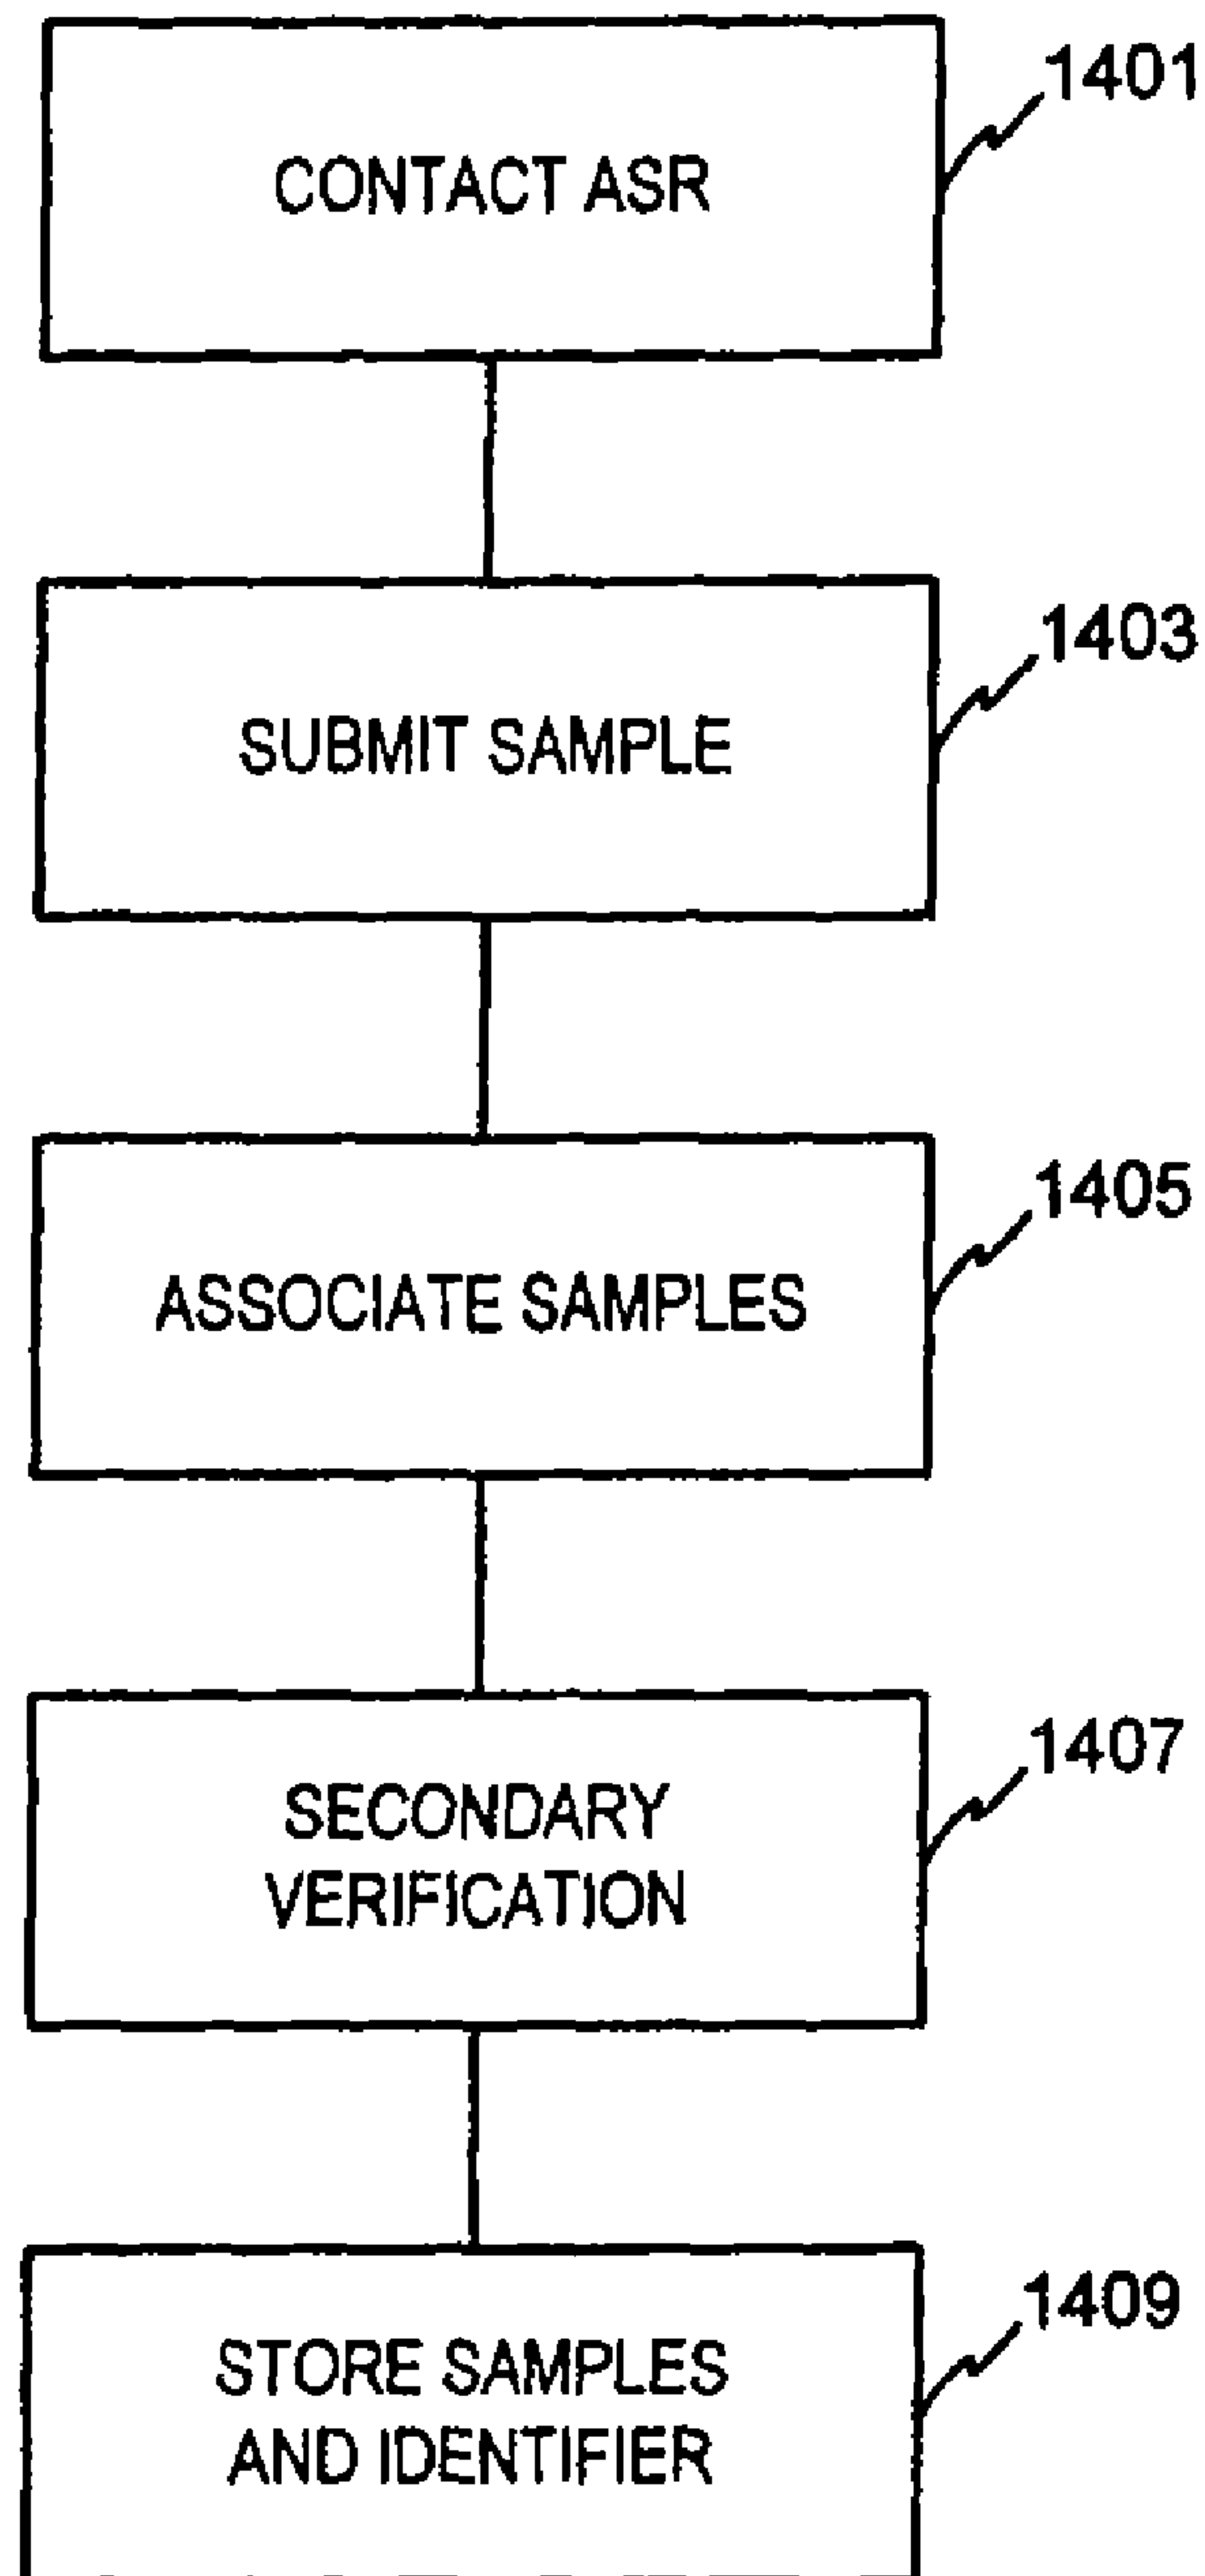 1401
CONTACT ASR
1403
SUBMIT SAMPLE
1405
ASSOCIATE SAMPLES
1407
SECONDARY
VERIFICATION
1409
STORE SAMPLES
AND IDENTIFIER